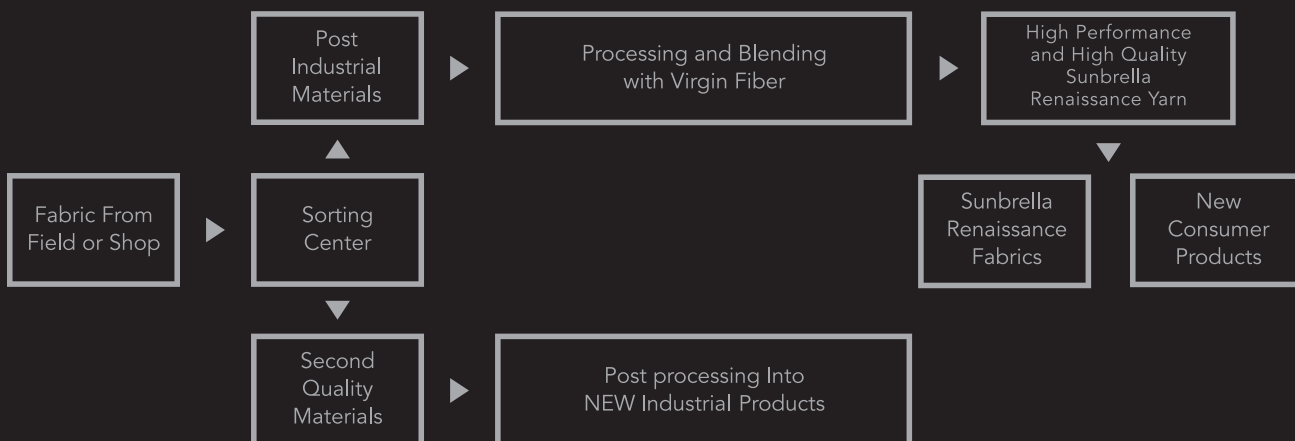 Post
Industrial
Materials
Processing and Blending
with Virgin Fiber
High Performance
and High Quality
Sunbrella
Renaissance Yarn
Fabric From
Field or Shop
Sorting
Center
Sunbrella
Renaissance
Fabrics
New
Consumer
Products
Second
Quality
Materials
Post processing Into
NEW Industrial Products